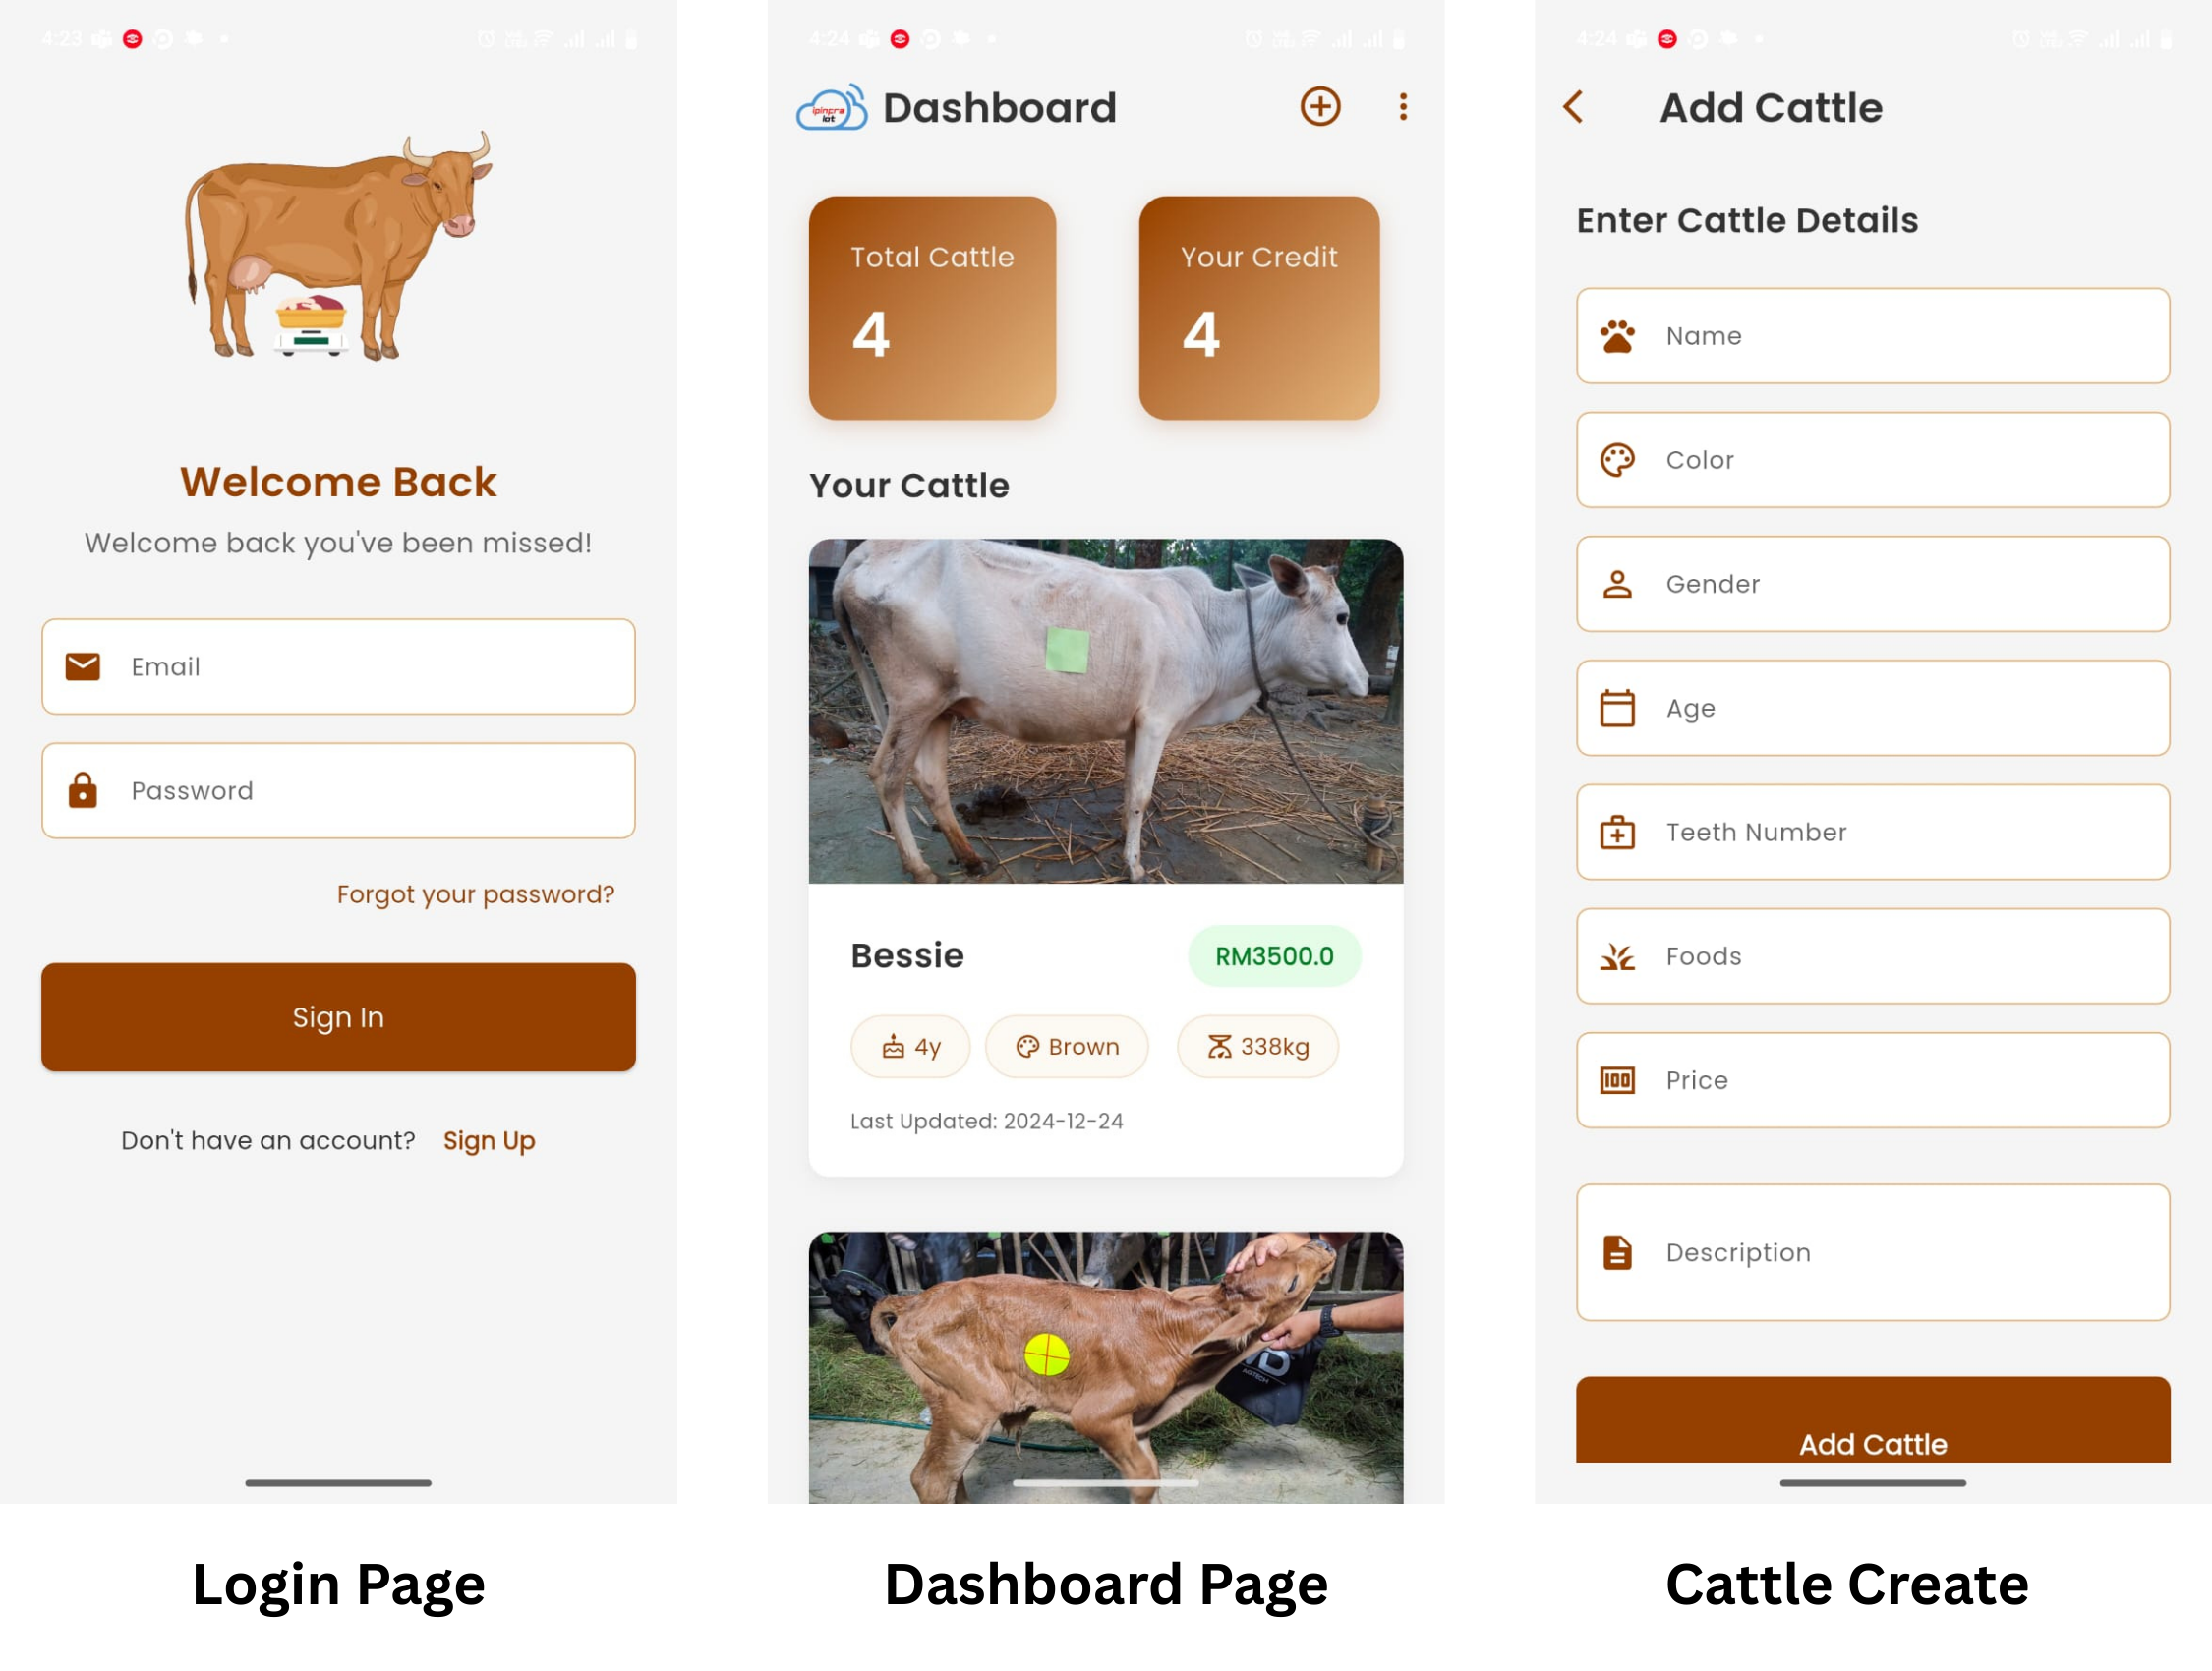 4:23
Welcome Back
Welcome back you've been missed!
Email
Password
Forgot your password?
Sign In
Don't have an account? Sign Up
Login Page
4:24
ipinfra
iot
Dashboard
Total Cattle
4
Your Credit
4
Your Cattle
Bessie
RM3500.0
4y
Brown
338kg
Last Updated: 2024-12-24
AGTECH
Dashboard Page
4:24
Add Cattle
Enter Cattle Details
Name
Color
Gender
Age
Teeth Number
Foods
Price
Description
Add Cattle
Cattle Create